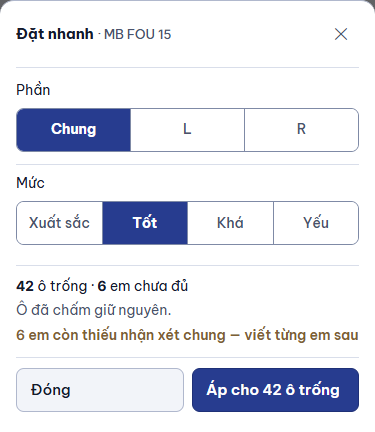 Đặt nhanh · MB FOU 15
Phần
Chung L R
Mức
Xuất sắc Tốt Khá Yếu
42 ô trống · 6 em chưa đủ
Ô đã chấm giữ nguyên.
6 em còn thiếu nhận xét chung — viết từng em sau
Đóng Áp cho 42 ô trống